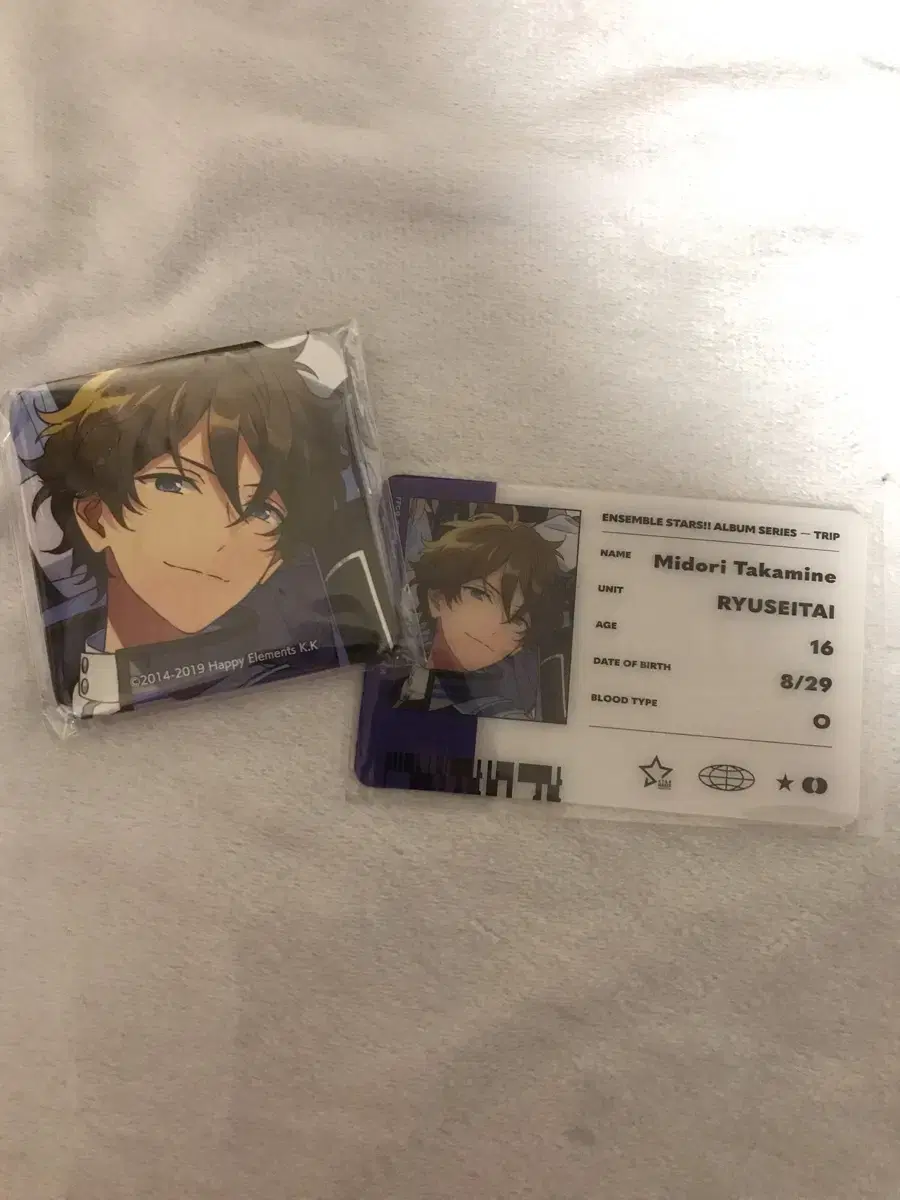 ©2014-2019 Happy Elements K.K
ENSEMBLE STARS!! ALBUM SERIES — TRIP
NAME Midori Takamine
UNIT RYUSEITAI
AGE 16
DATE OF BIRTH 8/29
BLOOD TYPE O